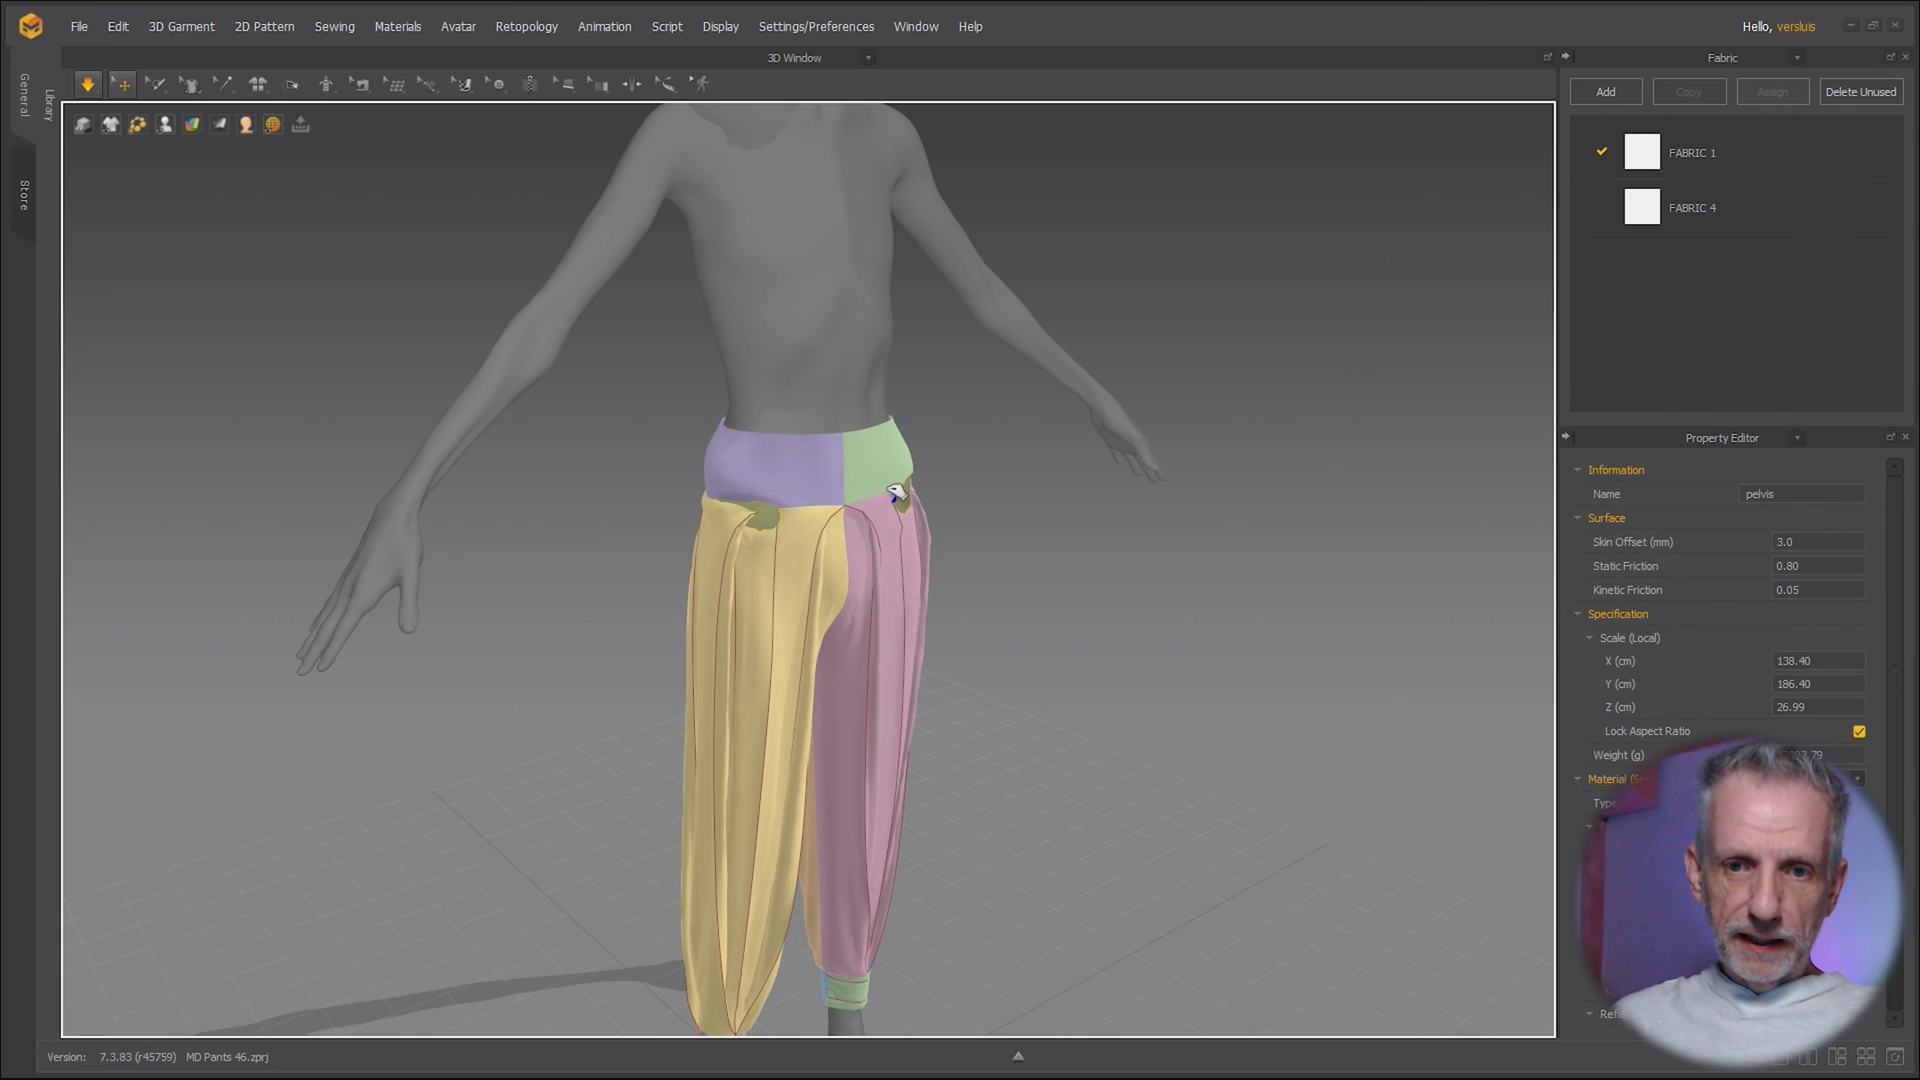 File Edit 3D Garment 2D Pattern Sewing Materials Avatar Retopology Animation Script Display Settings/Preferences Window Help
Hello, versluis
General
Library
Store
3D Window
Fabric
Add Copy Assign Delete Unused
FABRIC 1
FABRIC 4
Property Editor
Information
Name pelvis
Surface
Skin Offset (mm) 3.0
Static Friction 0.80
Kinetic Friction 0.05
Specification
Scale (Local)
X (cm) 138.40
Y (cm) 186.40
Z (cm) 26.99
Lock Aspect Ratio
Weight (g)
Material
Type
Version: 7.3.83 (r45759) MD Pants 46.zprj